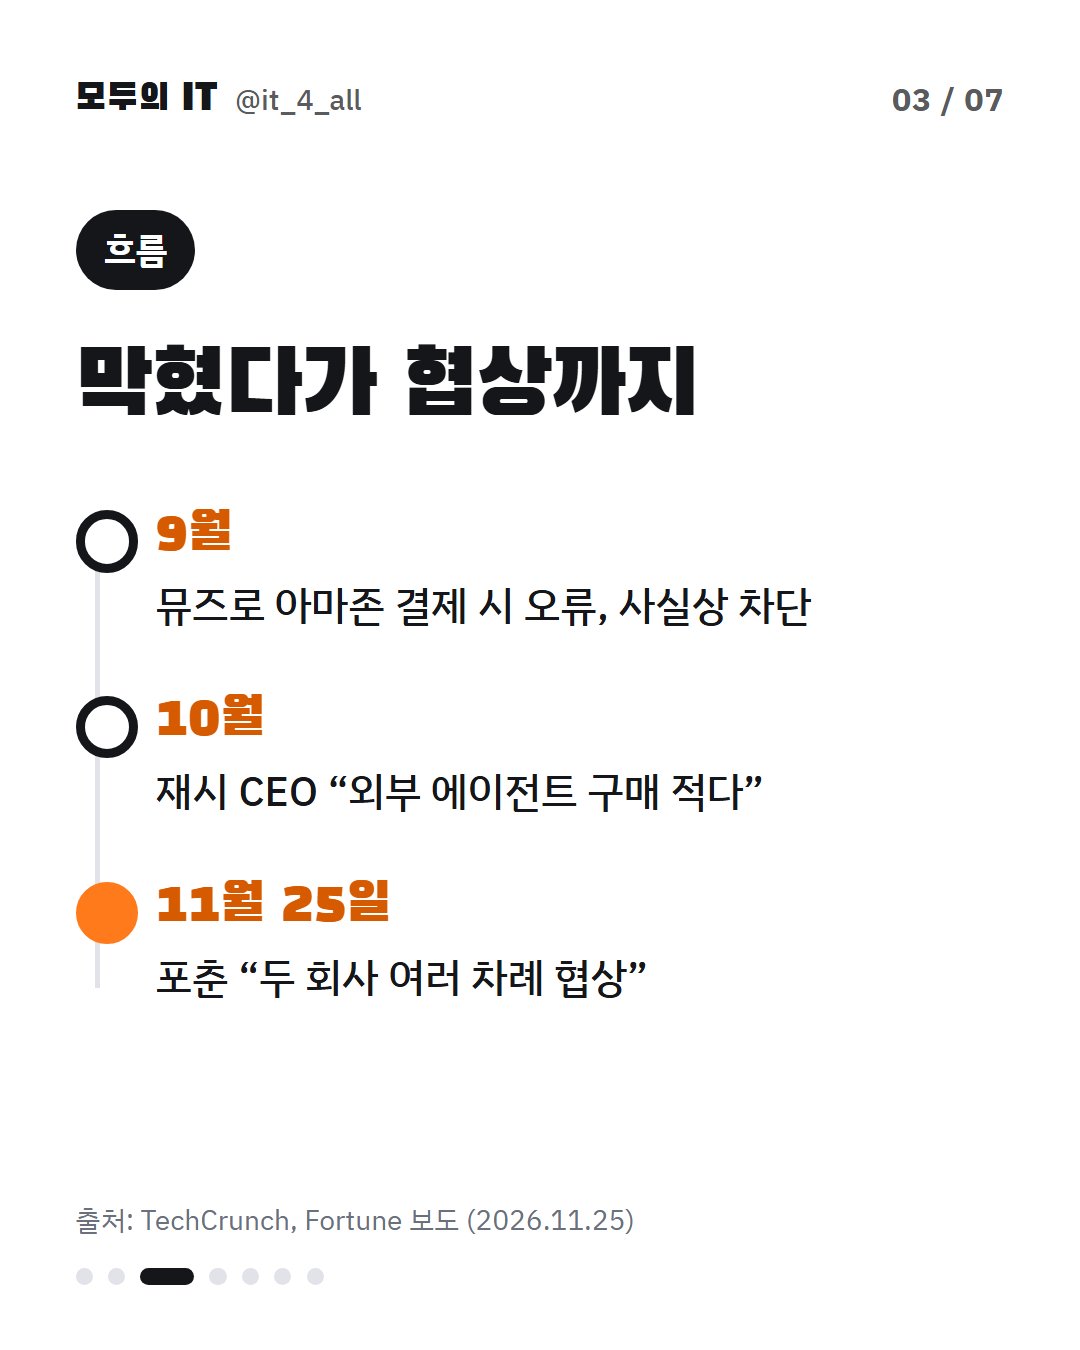 모두의 IT @it_4_all
03 / 07
흐름
막혔다가 협상까지
9월
뮤즈로 아마존 결제 시 오류, 사실상 차단
10월
재시 CEO “외부 에이전트 구매 적다”
11월 25일
포춘 “두 회사 여러 차례 협상”
출처: TechCrunch, Fortune 보도 (2026.11.25)